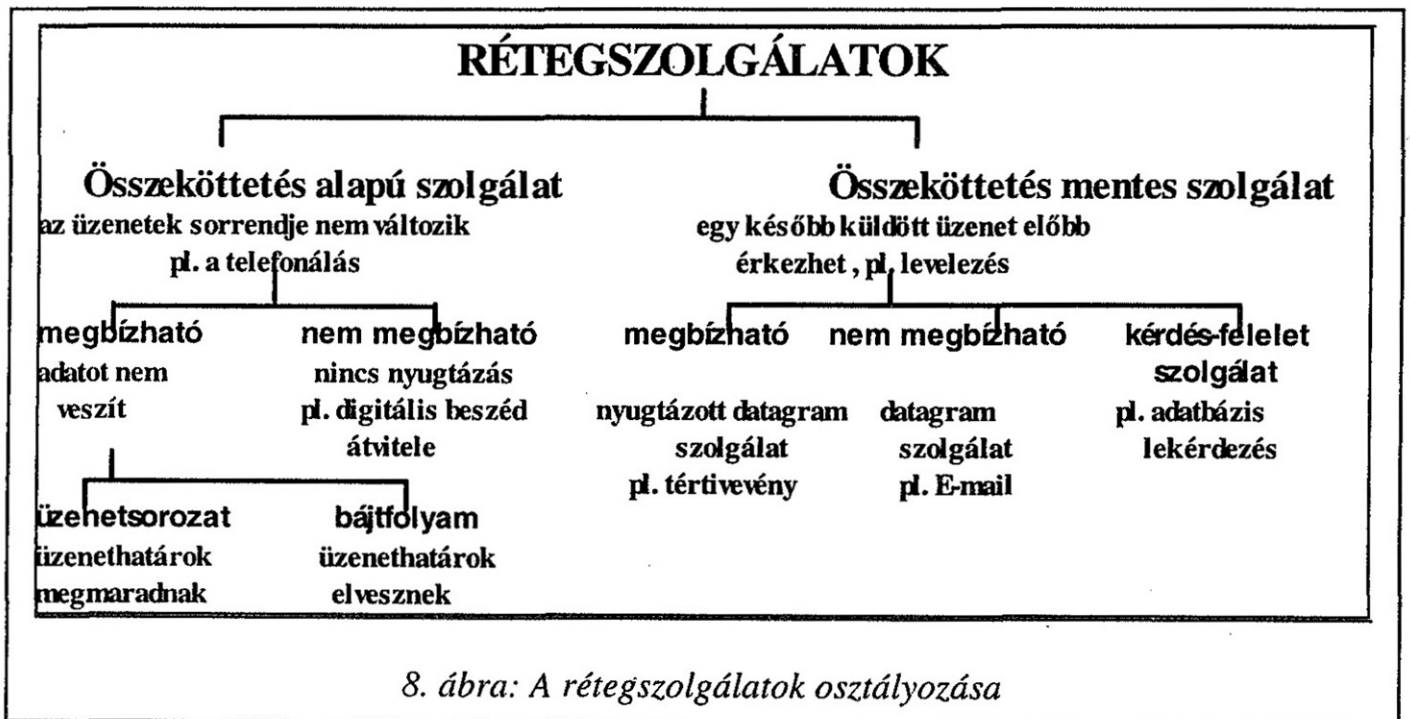 RÉTEGSZOLGÁLATOK
Összeköttetés alapú szolgálat
az üzenetek sorrendje nem változik
pl. a telefonálás
Összeköttetés mentes szolgálat
egy később küldött üzenet előbb
érkezhet , pl. levelezés
megbízható
adatot nem
veszít
nem megbízható
nincs nyugtázás
pl. digitális beszéd
átvitele
megbízható
nyugtázott datagram
szolgálat
pl. tértivevény
nem megbízható
datagram
szolgálat
pl. E-mail
kérdés-felelet
szolgálat
pl. adatbázis
lekérdezés
üzenetsorozat
üzenethatárok
megmaradnak
bájtfolyam
üzenethatárok
elvesznek
8. ábra: A rétegszolgálatok osztályozása